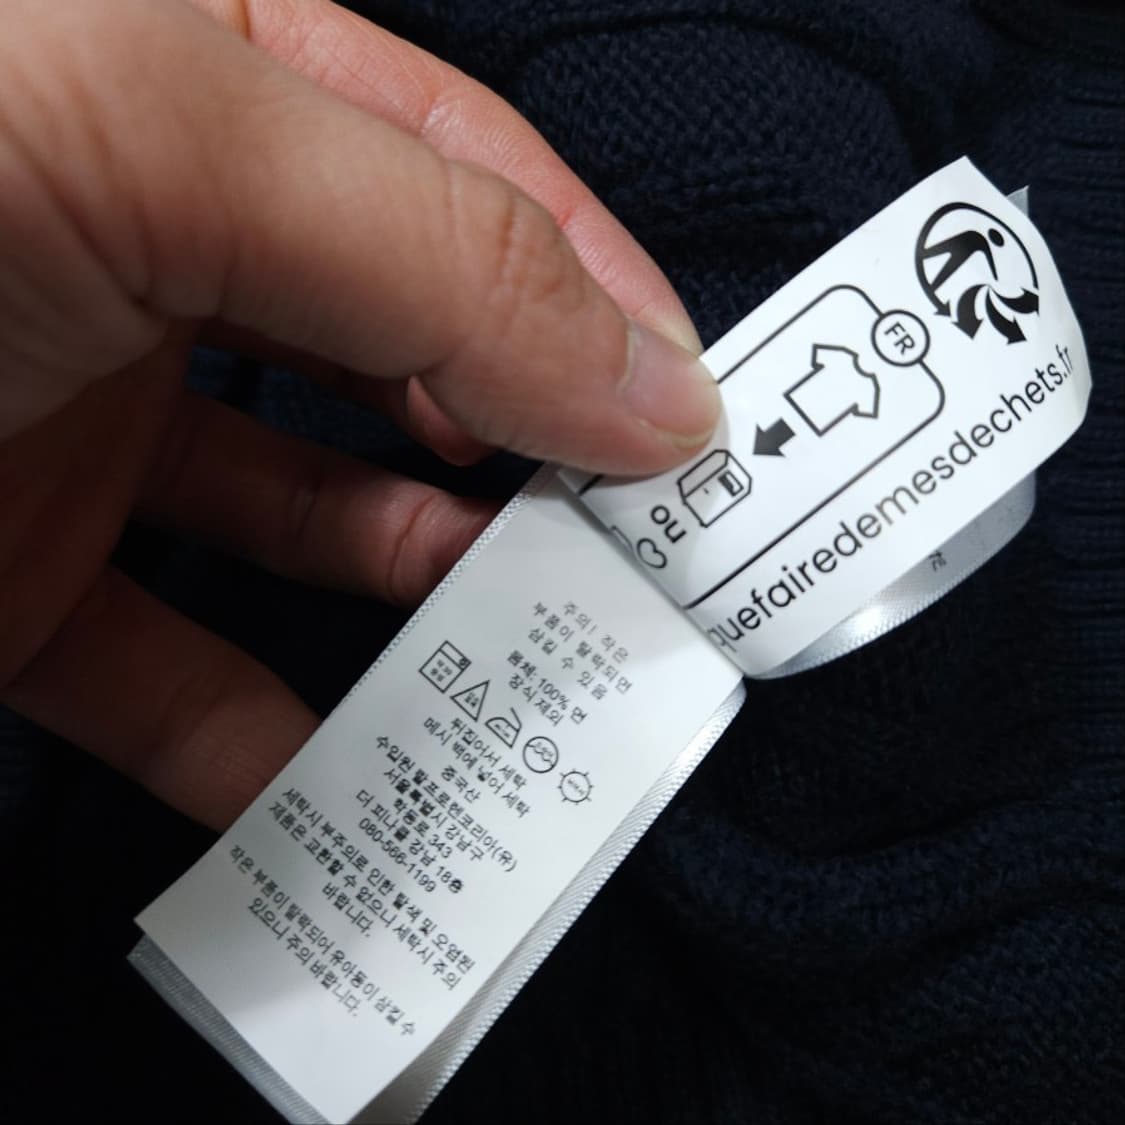 FR
ou
quefairedemesdechets.fr
주의! 작은
부품이 탈락되면
삼킬 수 있음
몸체: 100% 면
장식 제외
뒤집어서 세탁
메시 백에 넣어 세탁
중국산
수입원 랄프로렌코리아(유)
서울특별시 강남구
학동로 343
더 피나클 강남 18층
080-566-1199
세탁시 부주의로 인한 탈색 및 오염된
제품은 교환할 수 없으니 세탁시 주의
바랍니다.
작은 부품이 탈락되어 유아동이 삼킬 수
있으니 주의 바랍니다.